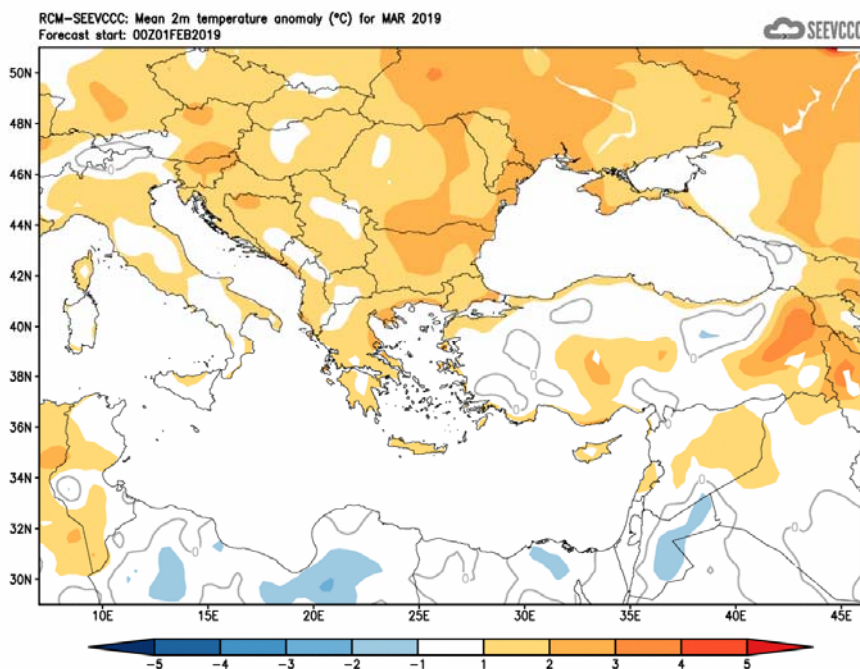 RCM-SEEVCCC: Mean 2m temperature anomaly (°C) for MAR 2019
Forecast start: 00Z01FEB2019
SEEVCCC
50N
48N
46N
44N
42N
40N
38N
36N
34N
32N
30N
10E 15E 20E 25E 30E 35E 40E 45E
-5 -4 -3 -2 -1 1 2 3 4 5